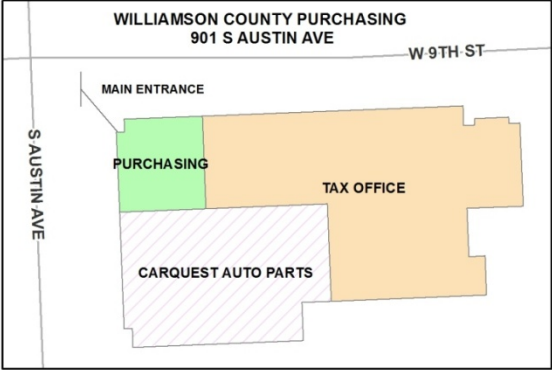 WILLIAMSON COUNTY PURCHASING
901 S AUSTIN AVE
W 9TH ST
MAIN ENTRANCE
S AUSTIN AVE
PURCHASING
TAX OFFICE
CARQUEST AUTO PARTS